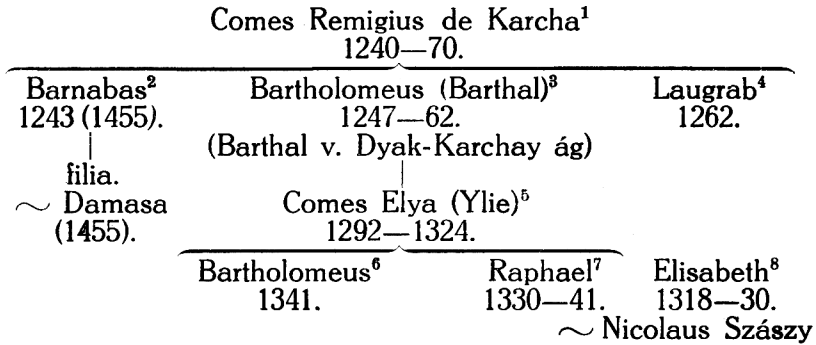 Comes Remigius de Karcha¹
1240—70.
Barnabas² Bartholomeus (Barthal)³ Laugrab⁴
1243 (1455). 1247—62. 1262.
(Barthal v. Dyak-Karchay ág)
filia.
~ Damasa Comes Elya (Ylie)⁵
(1455). 1292—1324.
Bartholomeus⁶ Raphael⁷ Elisabeth⁸
1341. 1330—41. 1318—30.
~ Nicolaus Szászy